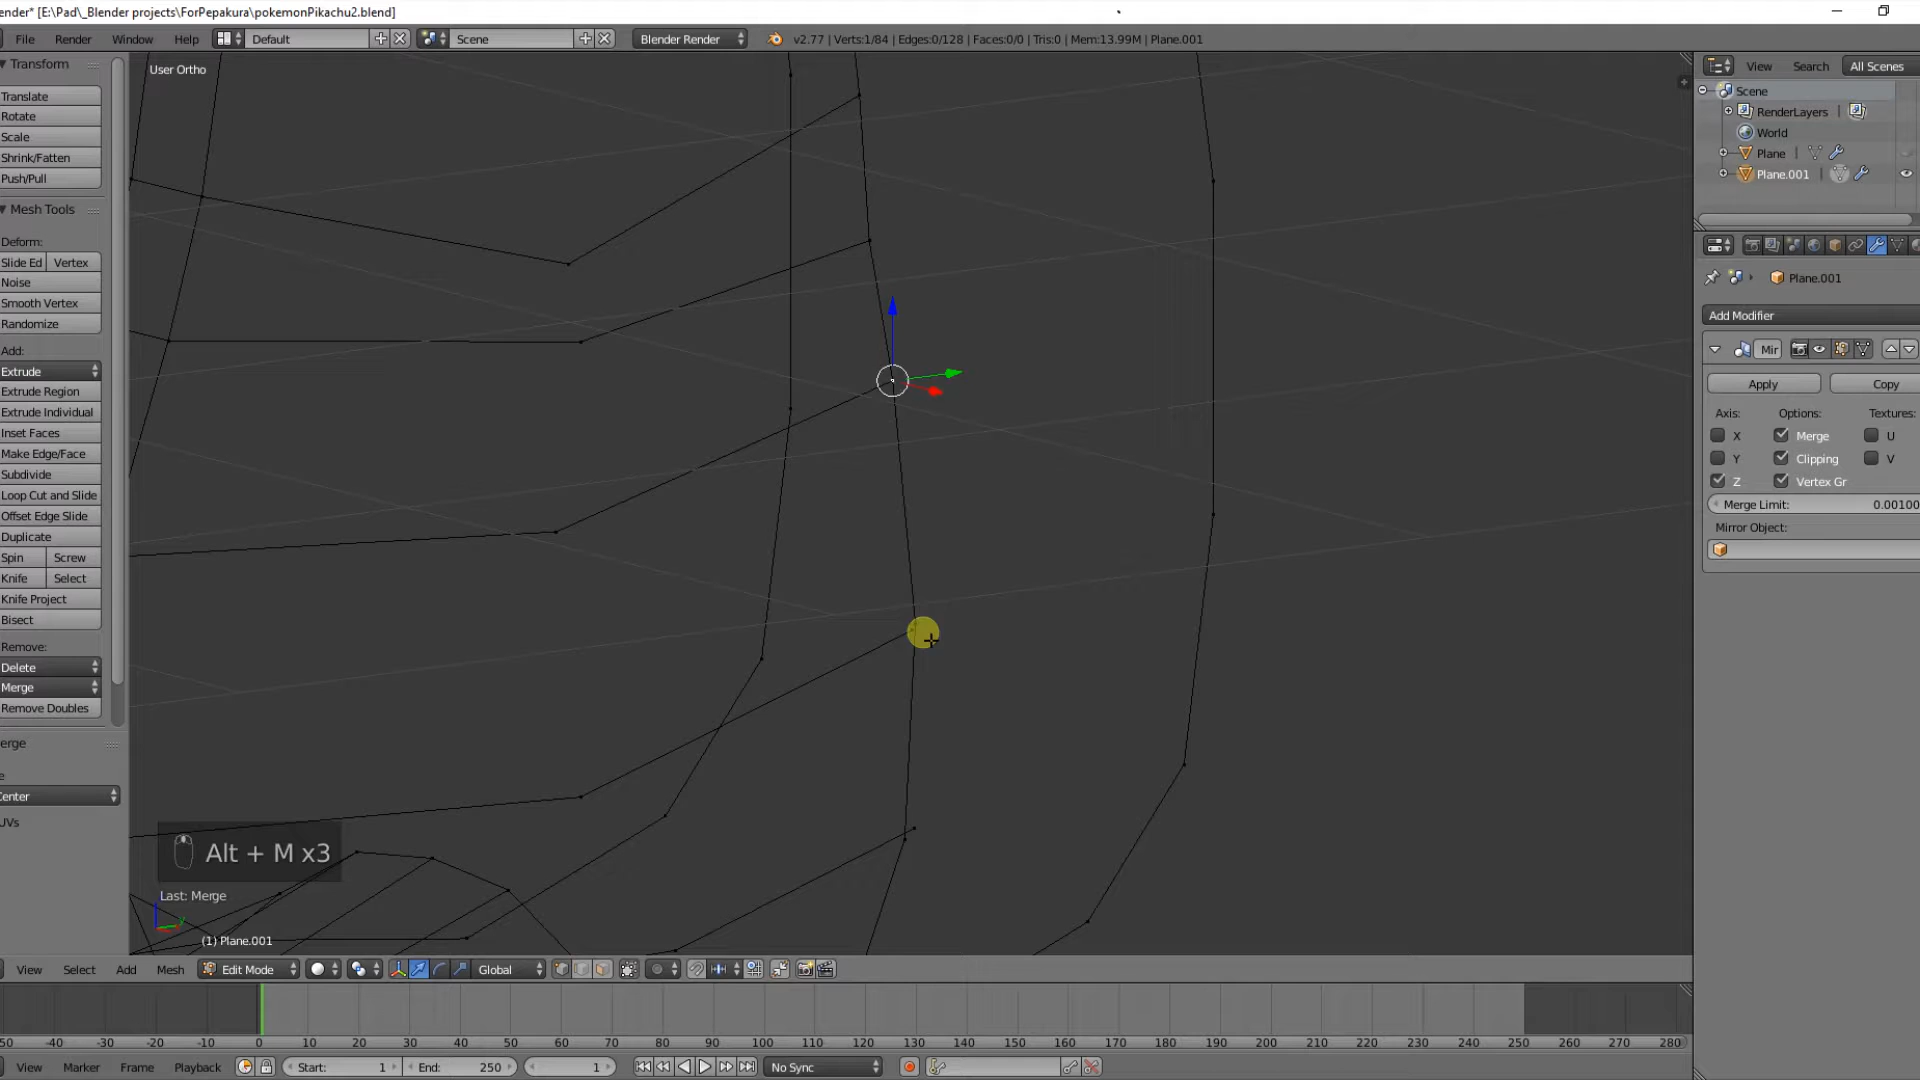 ender* [E:\Pad\_Blender projects\ForPepakura\pokemonPikachu2.blend]
File Render Window Help Default Scene Blender Render v2.77 | Verts:1/84 | Edges:0/128 | Faces:0/0 | Tris:0 | Mem:13.99M | Plane.001
Transform
Translate
Rotate
Scale
Shrink/Fatten
Push/Pull
Mesh Tools
Deform:
Slide Ed Vertex
Noise
Smooth Vertex
Randomize
Add:
Extrude
Extrude Region
Extrude Individual
Inset Faces
Make Edge/Face
Subdivide
Loop Cut and Slide
Offset Edge Slide
Duplicate
Spin Screw
Knife Select
Knife Project
Bisect
Remove:
Delete
Merge
Remove Doubles
erge
e
Center
UVs
User Ortho
Alt + M x3
Last: Merge
(1) Plane.001
View Search All Scenes
Scene
RenderLayers |
World
Plane |
Plane.001
Plane.001
Add Modifier
Mir
Apply Copy
Axis: Options: Textures:
X Merge U
Y Clipping V
Z Vertex Gr
Merge Limit: 0.00100
Mirror Object:
View Select Add Mesh Edit Mode Global
50 -40 -30 -20 -10 0 10 20 30 40 50 60 70 80 90 100 110 120 130 140 150 160 170 180 190 200 210 220 230 240 250 260 270 280
View Marker Frame Playback Start: 1 End: 250 1 No Sync